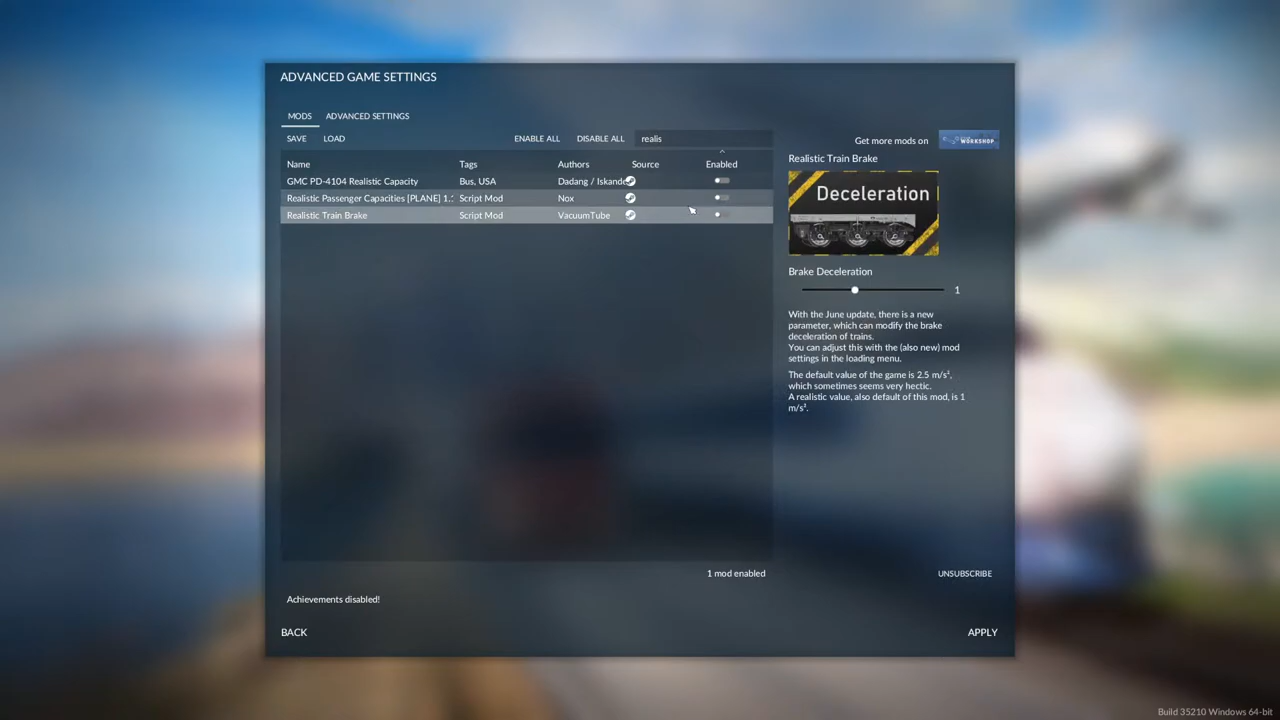 ADVANCED GAME SETTINGS
MODS ADVANCED SETTINGS
SAVE LOAD ENABLE ALL DISABLE ALL realis
Get more mods on WORKSHOP
Name Tags Authors Source Enabled
GMC PD-4104 Realistic Capacity Bus, USA Dadang / Iskande
Realistic Passenger Capacities [PLANE] 1. Script Mod Nox
Realistic Train Brake Script Mod VacuumTube
Realistic Train Brake
Deceleration
Brake Deceleration
1
With the June update, there is a new
parameter, which can modify the brake
deceleration of trains.
You can adjust this with the (also new) mod
settings in the loading menu.
The default value of the game is 2.5 m/s²,
which sometimes seems very hectic.
A realistic value, also default of this mod, is 1
m/s².
1 mod enabled
UNSUBSCRIBE
Achievements disabled!
BACK
APPLY
Build 35210 Windows 64-bit